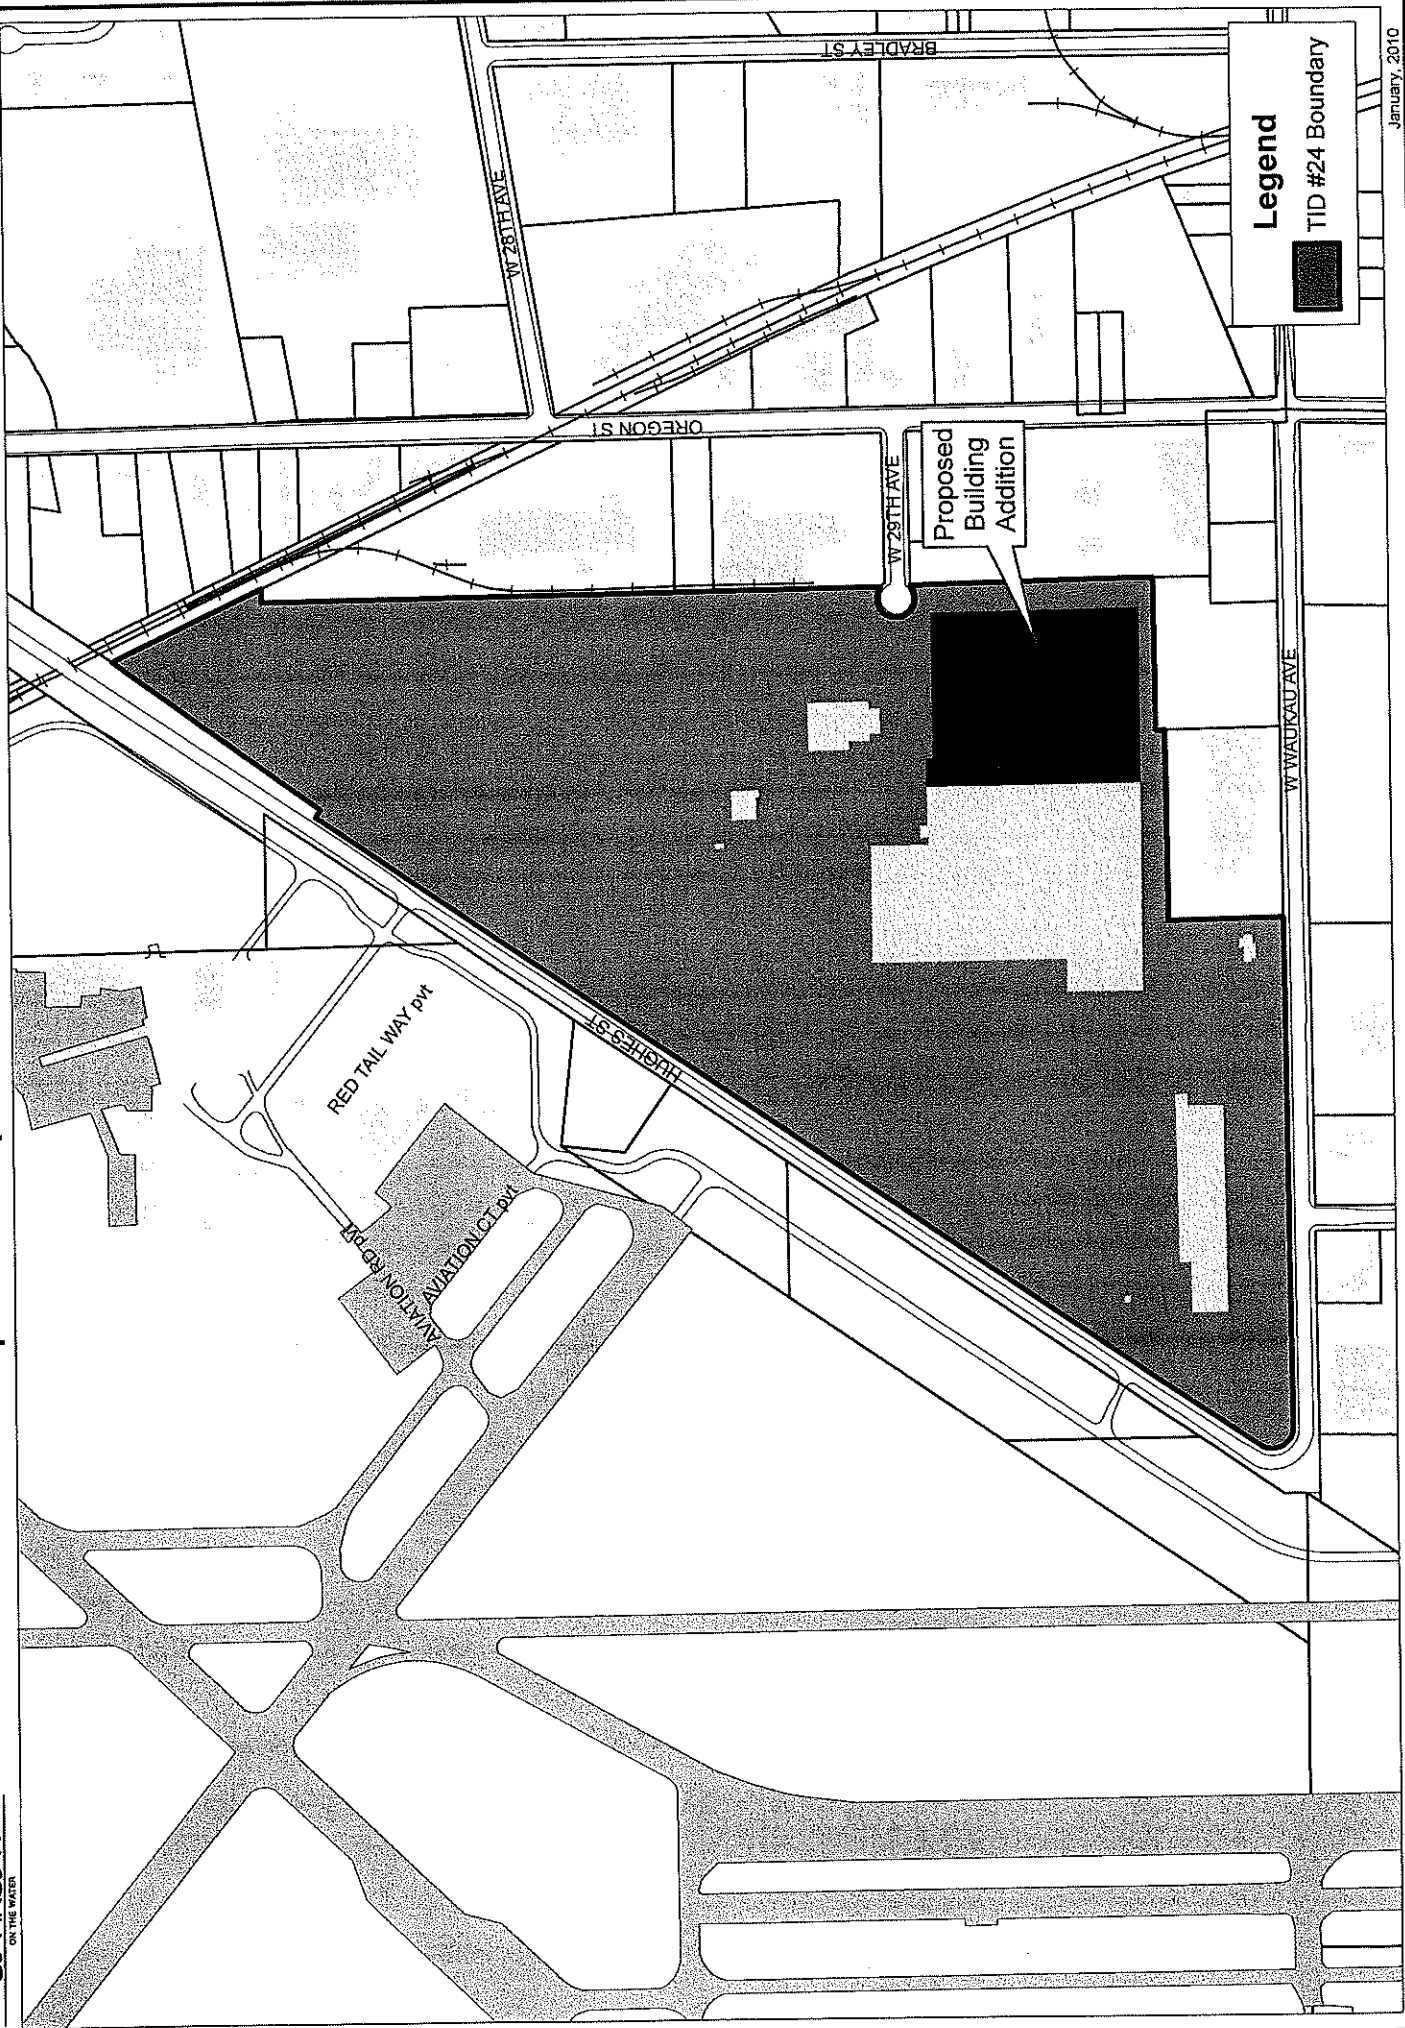 ON THE WATER
BRADLEY ST
W 28TH AVE
OREGON ST
W 29TH AVE
Proposed
Building
Addition
W WAUKAU AVE
HUGHES ST
RED TAIL WAY pvt
AVIATION RD pvt
AVIATION CT pvt
Legend
TID #24 Boundary
January, 2010